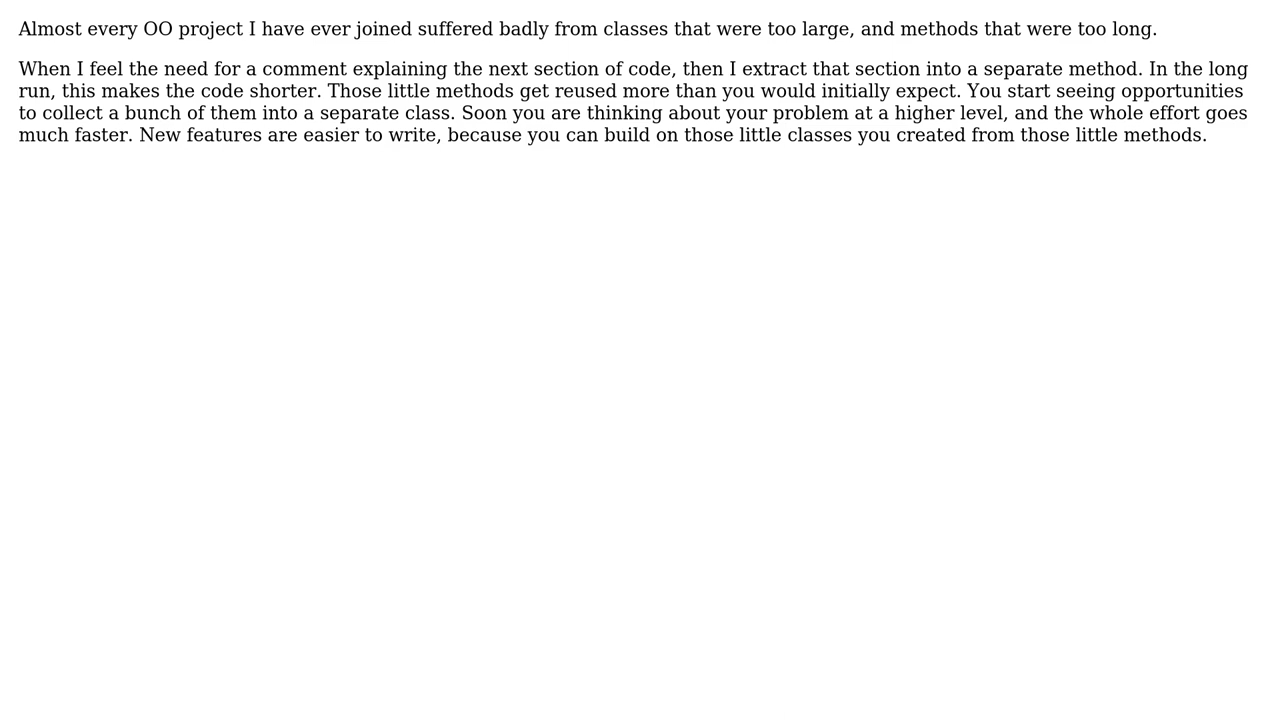 Almost every OO project I have ever joined suffered badly from classes that were too large, and methods that were too long.
When I feel the need for a comment explaining the next section of code, then I extract that section into a separate method. In the long
run, this makes the code shorter. Those little methods get reused more than you would initially expect. You start seeing opportunities
to collect a bunch of them into a separate class. Soon you are thinking about your problem at a higher level, and the whole effort goes
much faster. New features are easier to write, because you can build on those little classes you created from those little methods.